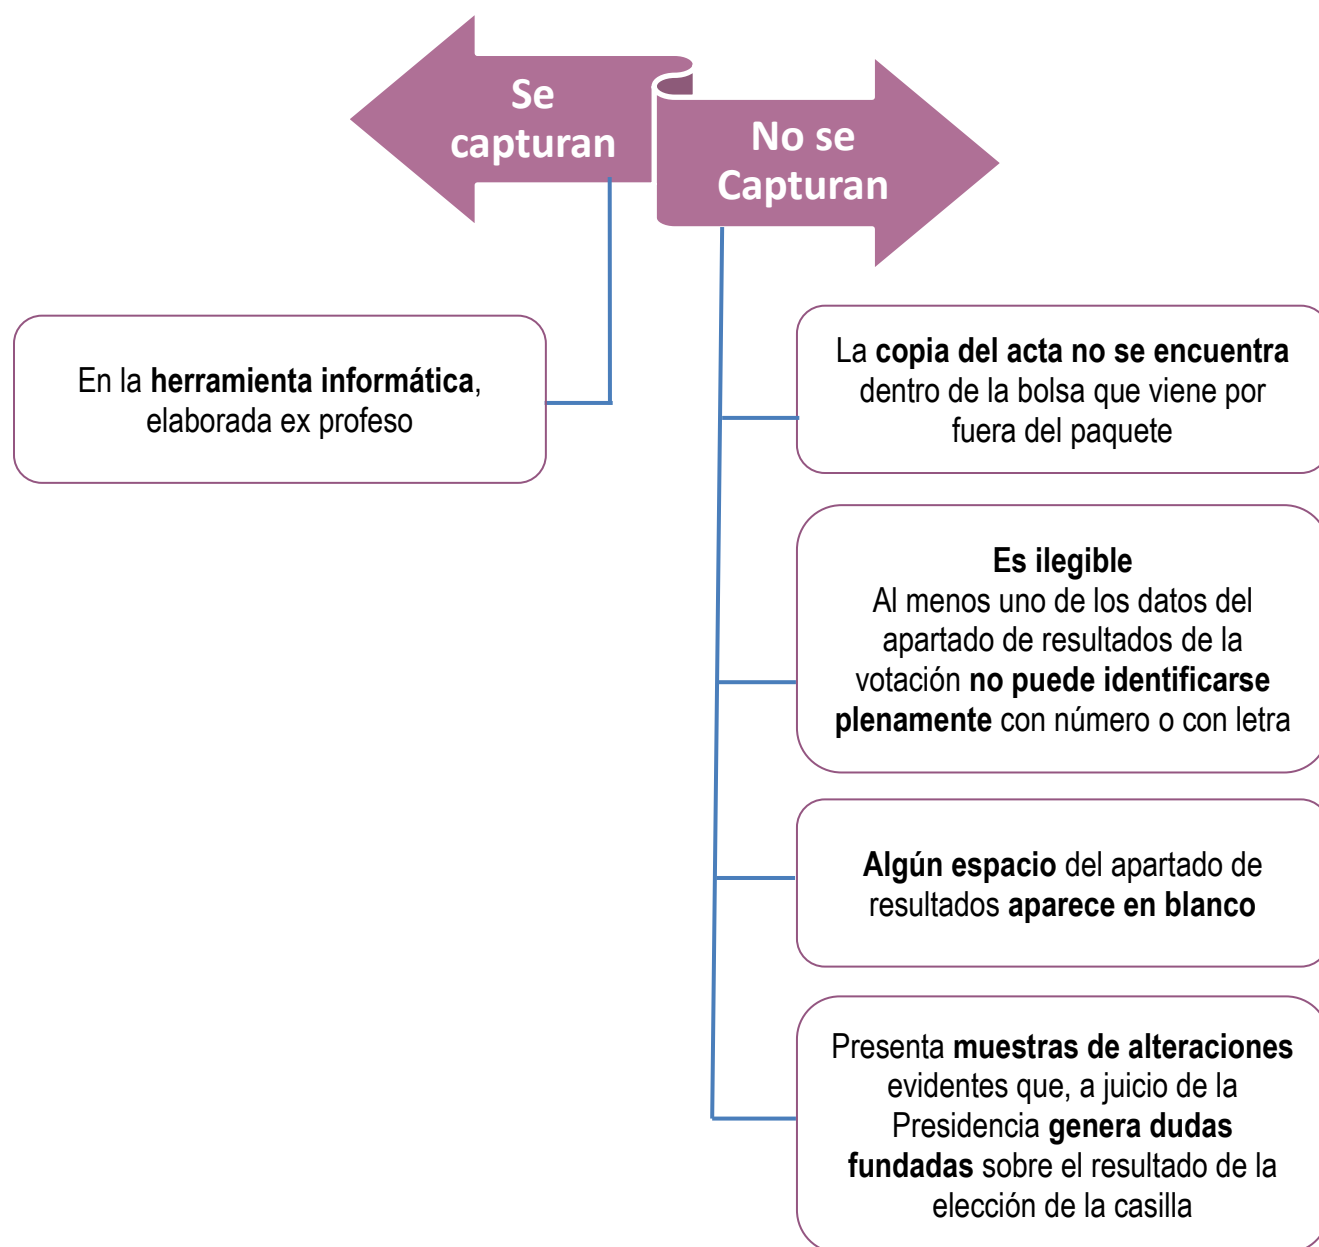 Se
capturan
No se
Capturan
En la herramienta informática,
elaborada ex profeso
La copia del acta no se encuentra
dentro de la bolsa que viene por
fuera del paquete
Es ilegible
Al menos uno de los datos del
apartado de resultados de la
votación no puede identificarse
plenamente con número o con letra
Algún espacio del apartado de
resultados aparece en blanco
Presenta muestras de alteraciones
evidentes que, a juicio de la
Presidencia genera dudas
fundadas sobre el resultado de la
elección de la casilla